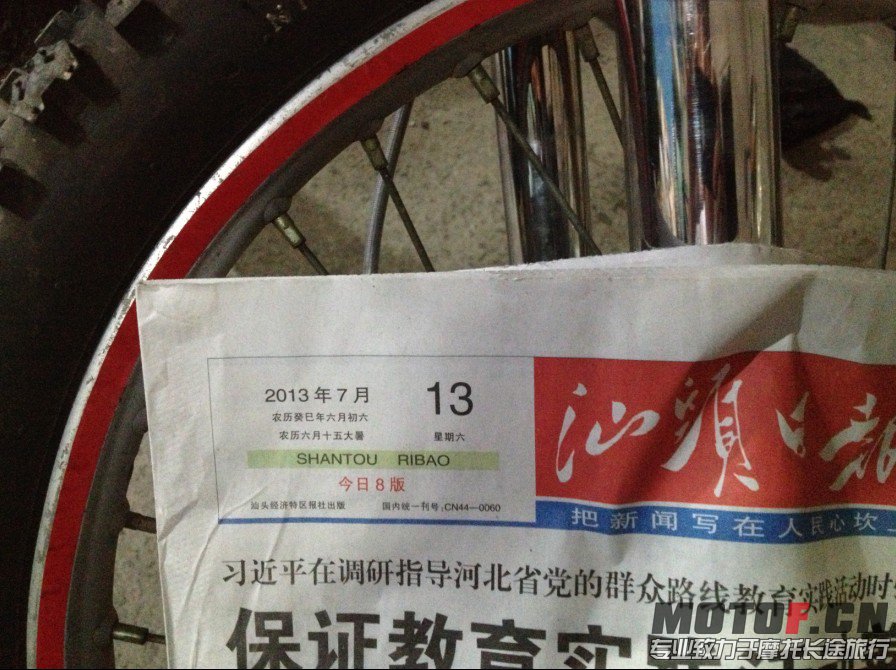 2013年7月
13
农历癸巳年六月初六
农历六月十五大暑
星期六
SHANTOU RIBAO
今日8版
汕头经济特区报社出版
国内统一刊号:CN44—0060
汕頭日報
把新闻写在人民心坎
习近平在调研指导河北省党的群众路线教育实践活动时
保证教育实
MOTOF.CN
专业致力于摩托长途旅行